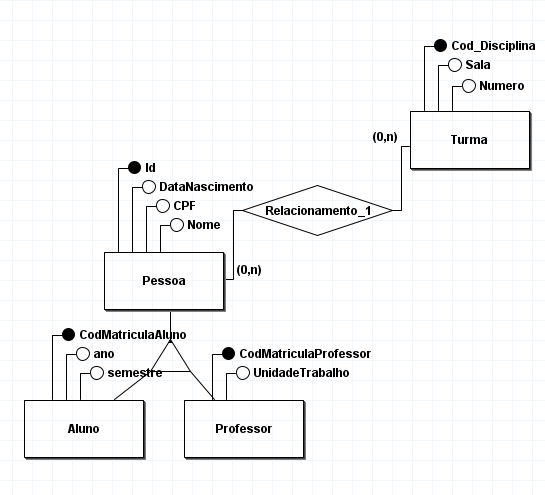 Cod_Disciplina
Sala
Numero
(0,n)
Turma
Id
DataNascimento
CPF
Nome
Relacionamento_1
(0,n)
Pessoa
CodMatriculaAluno
ano
semestre
CodMatriculaProfessor
UnidadeTrabalho
Aluno
Professor